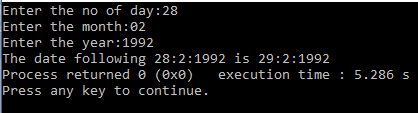 Enter the no of day:28
Enter the month:02
Enter the year:1992
The date following 28:2:1992 is 29:2:1992
Process returned 0 (0x0)   execution time : 5.286 s
Press any key to continue.